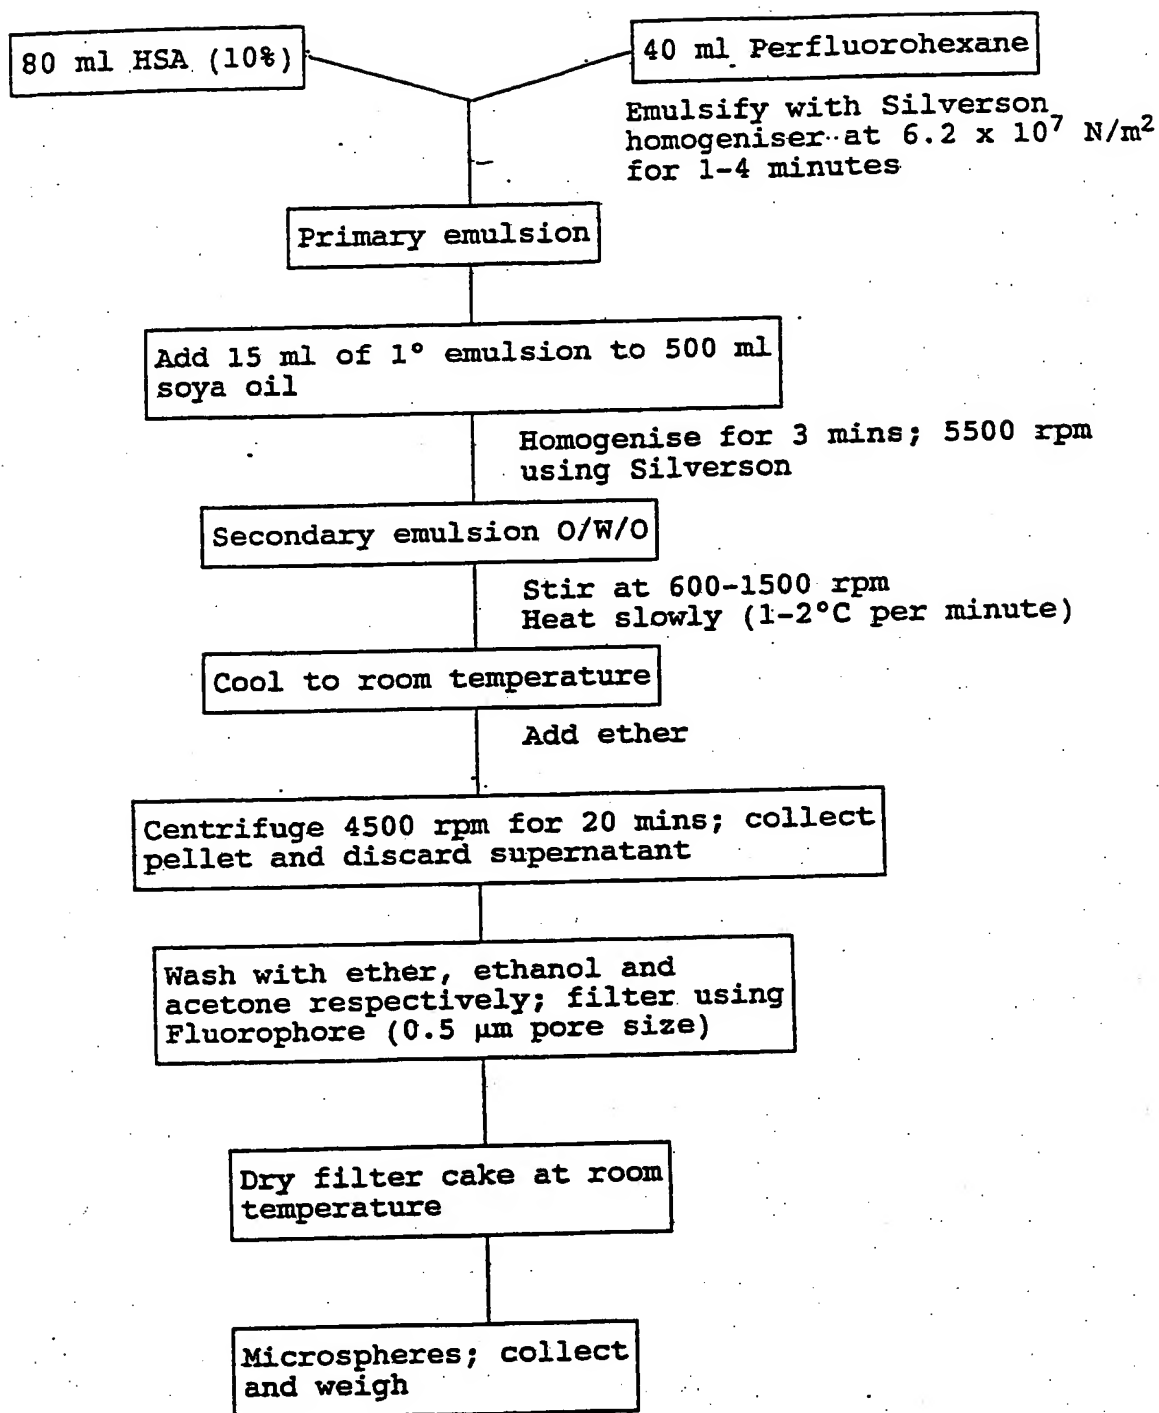 80 ml HSA (10%)
40 ml Perfluorohexane
Emulsify with Silverson
homogeniser at 6.2 x 10⁷ N/m²
for 1-4 minutes
Primary emulsion
Add 15 ml of 1° emulsion to 500 ml
soya oil
Homogenise for 3 mins; 5500 rpm
using Silverson
Secondary emulsion O/W/O
Stir at 600-1500 rpm
Heat slowly (1-2°C per minute)
Cool to room temperature
Add ether
Centrifuge 4500 rpm for 20 mins; collect
pellet and discard supernatant
Wash with ether, ethanol and
acetone respectively; filter using
Fluorophore (0.5 μm pore size)
Dry filter cake at room
temperature
Microspheres; collect
and weigh